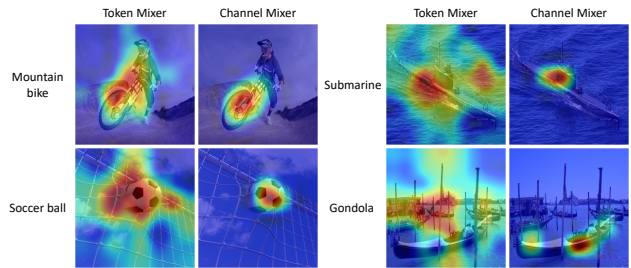 Token Mixer Channel Mixer Token Mixer Channel Mixer
Mountain
bike
Submarine
Soccer ball
Gondola